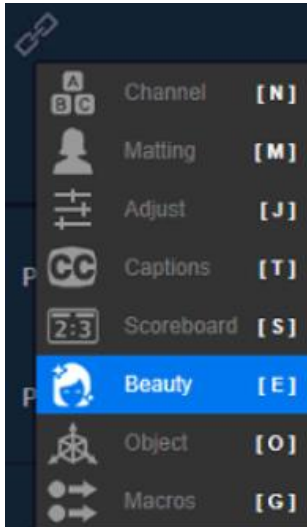 A
B C
Channel [ N ]
Matting [ M ]
Adjust [ J ]
CC Captions [ T ]
P
2:3 Scoreboard [ S ]
Beauty [ E ]
P
Object [ O ]
Macros [ G ]